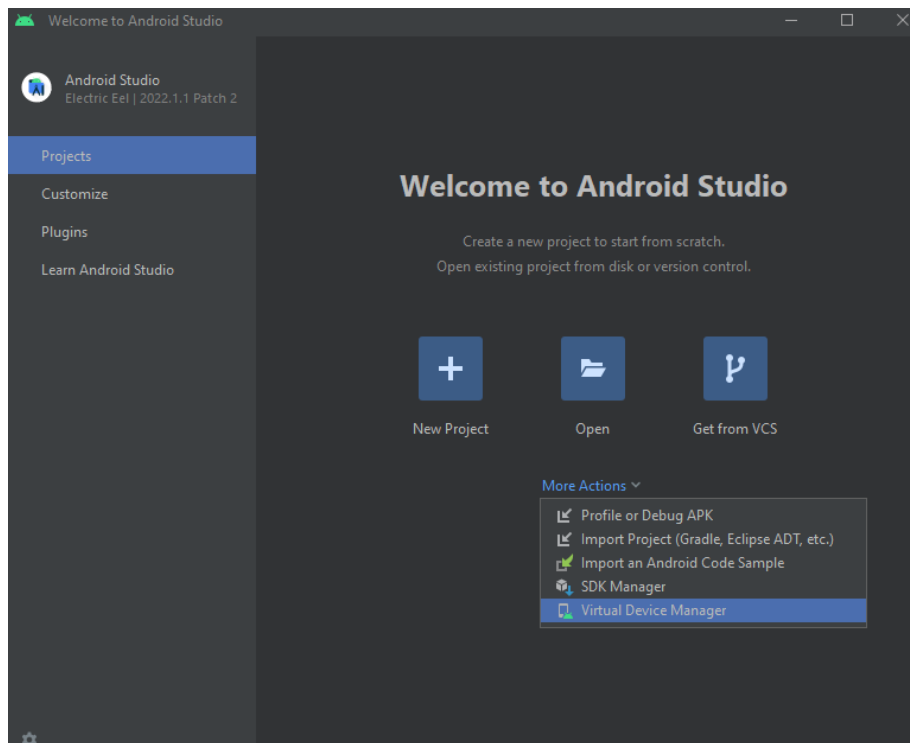 Welcome to Android Studio
Android Studio
Electric Eel | 2022.1.1 Patch 2
Projects
Customize
Plugins
Learn Android Studio
Welcome to Android Studio
Create a new project to start from scratch.
Open existing project from disk or version control.
New Project
Open
Get from VCS
More Actions
Profile or Debug APK
Import Project (Gradle, Eclipse ADT, etc.)
Import an Android Code Sample
SDK Manager
Virtual Device Manager